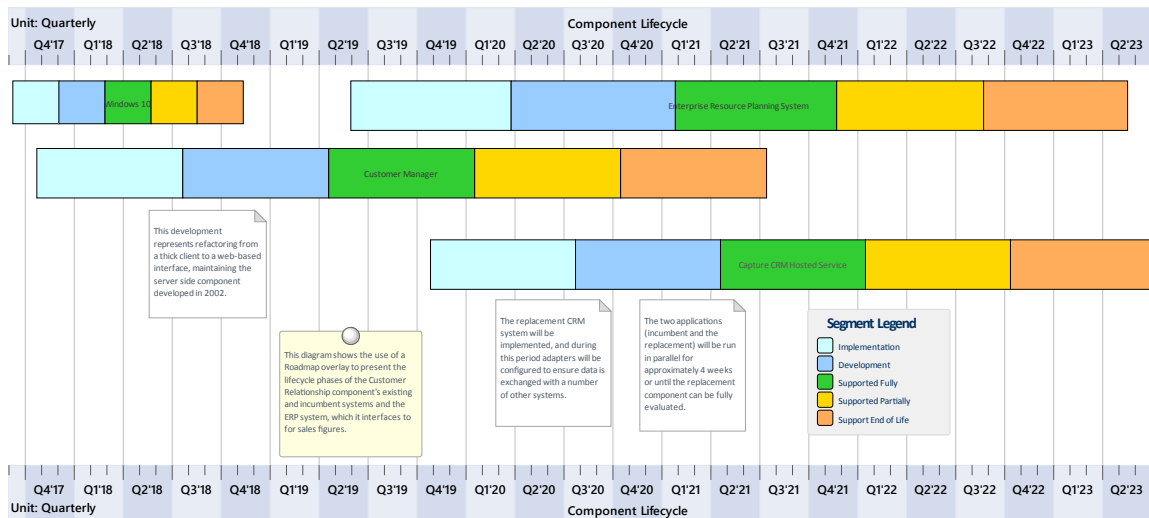 Unit: Quarterly
Component Lifecycle
Q4'17 Q1'18 Q2'18 Q3'18 Q4'18 Q1'19 Q2'19 Q3'19 Q4'19 Q1'20 Q2'20 Q3'20 Q4'20 Q1'21 Q2'21 Q3'21 Q4'21 Q1'22 Q2'22 Q3'22 Q4'22 Q1'23 Q2'23
Windows 10
Enterprise Resource Planning System
Customer Manager
This development
represents refactoring from
a thick client to a web-based
interface, maintaining the
server side component
developed in 2002.
Capture CRM Hosted Service
This diagram shows the use of a
Roadmap overlay to present the
lifecycle phases of the Customer
Relationship component's existing
and incumbent systems and the
ERP system, which it interfaces to
for sales figures.
The replacement CRM
system will be
implemented, and during
this period adapters will be
configured to ensure data is
exchanged with a number
of other systems.
The two applications
(incumbent and the
replacement) will be run
in parallel for
approximately 4 weeks
or until the replacement
component can be fully
evaluated.
Segment Legend
Implementation
Development
Supported Fully
Supported Partially
Support End of Life
Q4'17 Q1'18 Q2'18 Q3'18 Q4'18 Q1'19 Q2'19 Q3'19 Q4'19 Q1'20 Q2'20 Q3'20 Q4'20 Q1'21 Q2'21 Q3'21 Q4'21 Q1'22 Q2'22 Q3'22 Q4'22 Q1'23 Q2'23
Unit: Quarterly
Component Lifecycle